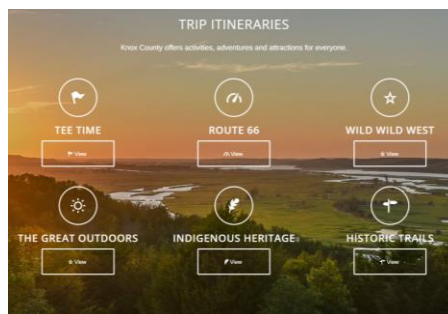 TRIP ITINERARIES
Knox County offers activities, adventures and attractions for everyone.
TEE TIME
ROUTE 66
WILD WILD WEST
View
View
View
THE GREAT OUTDOORS
INDIGENOUS HERITAGE
HISTORIC TRAILS
View
View
View